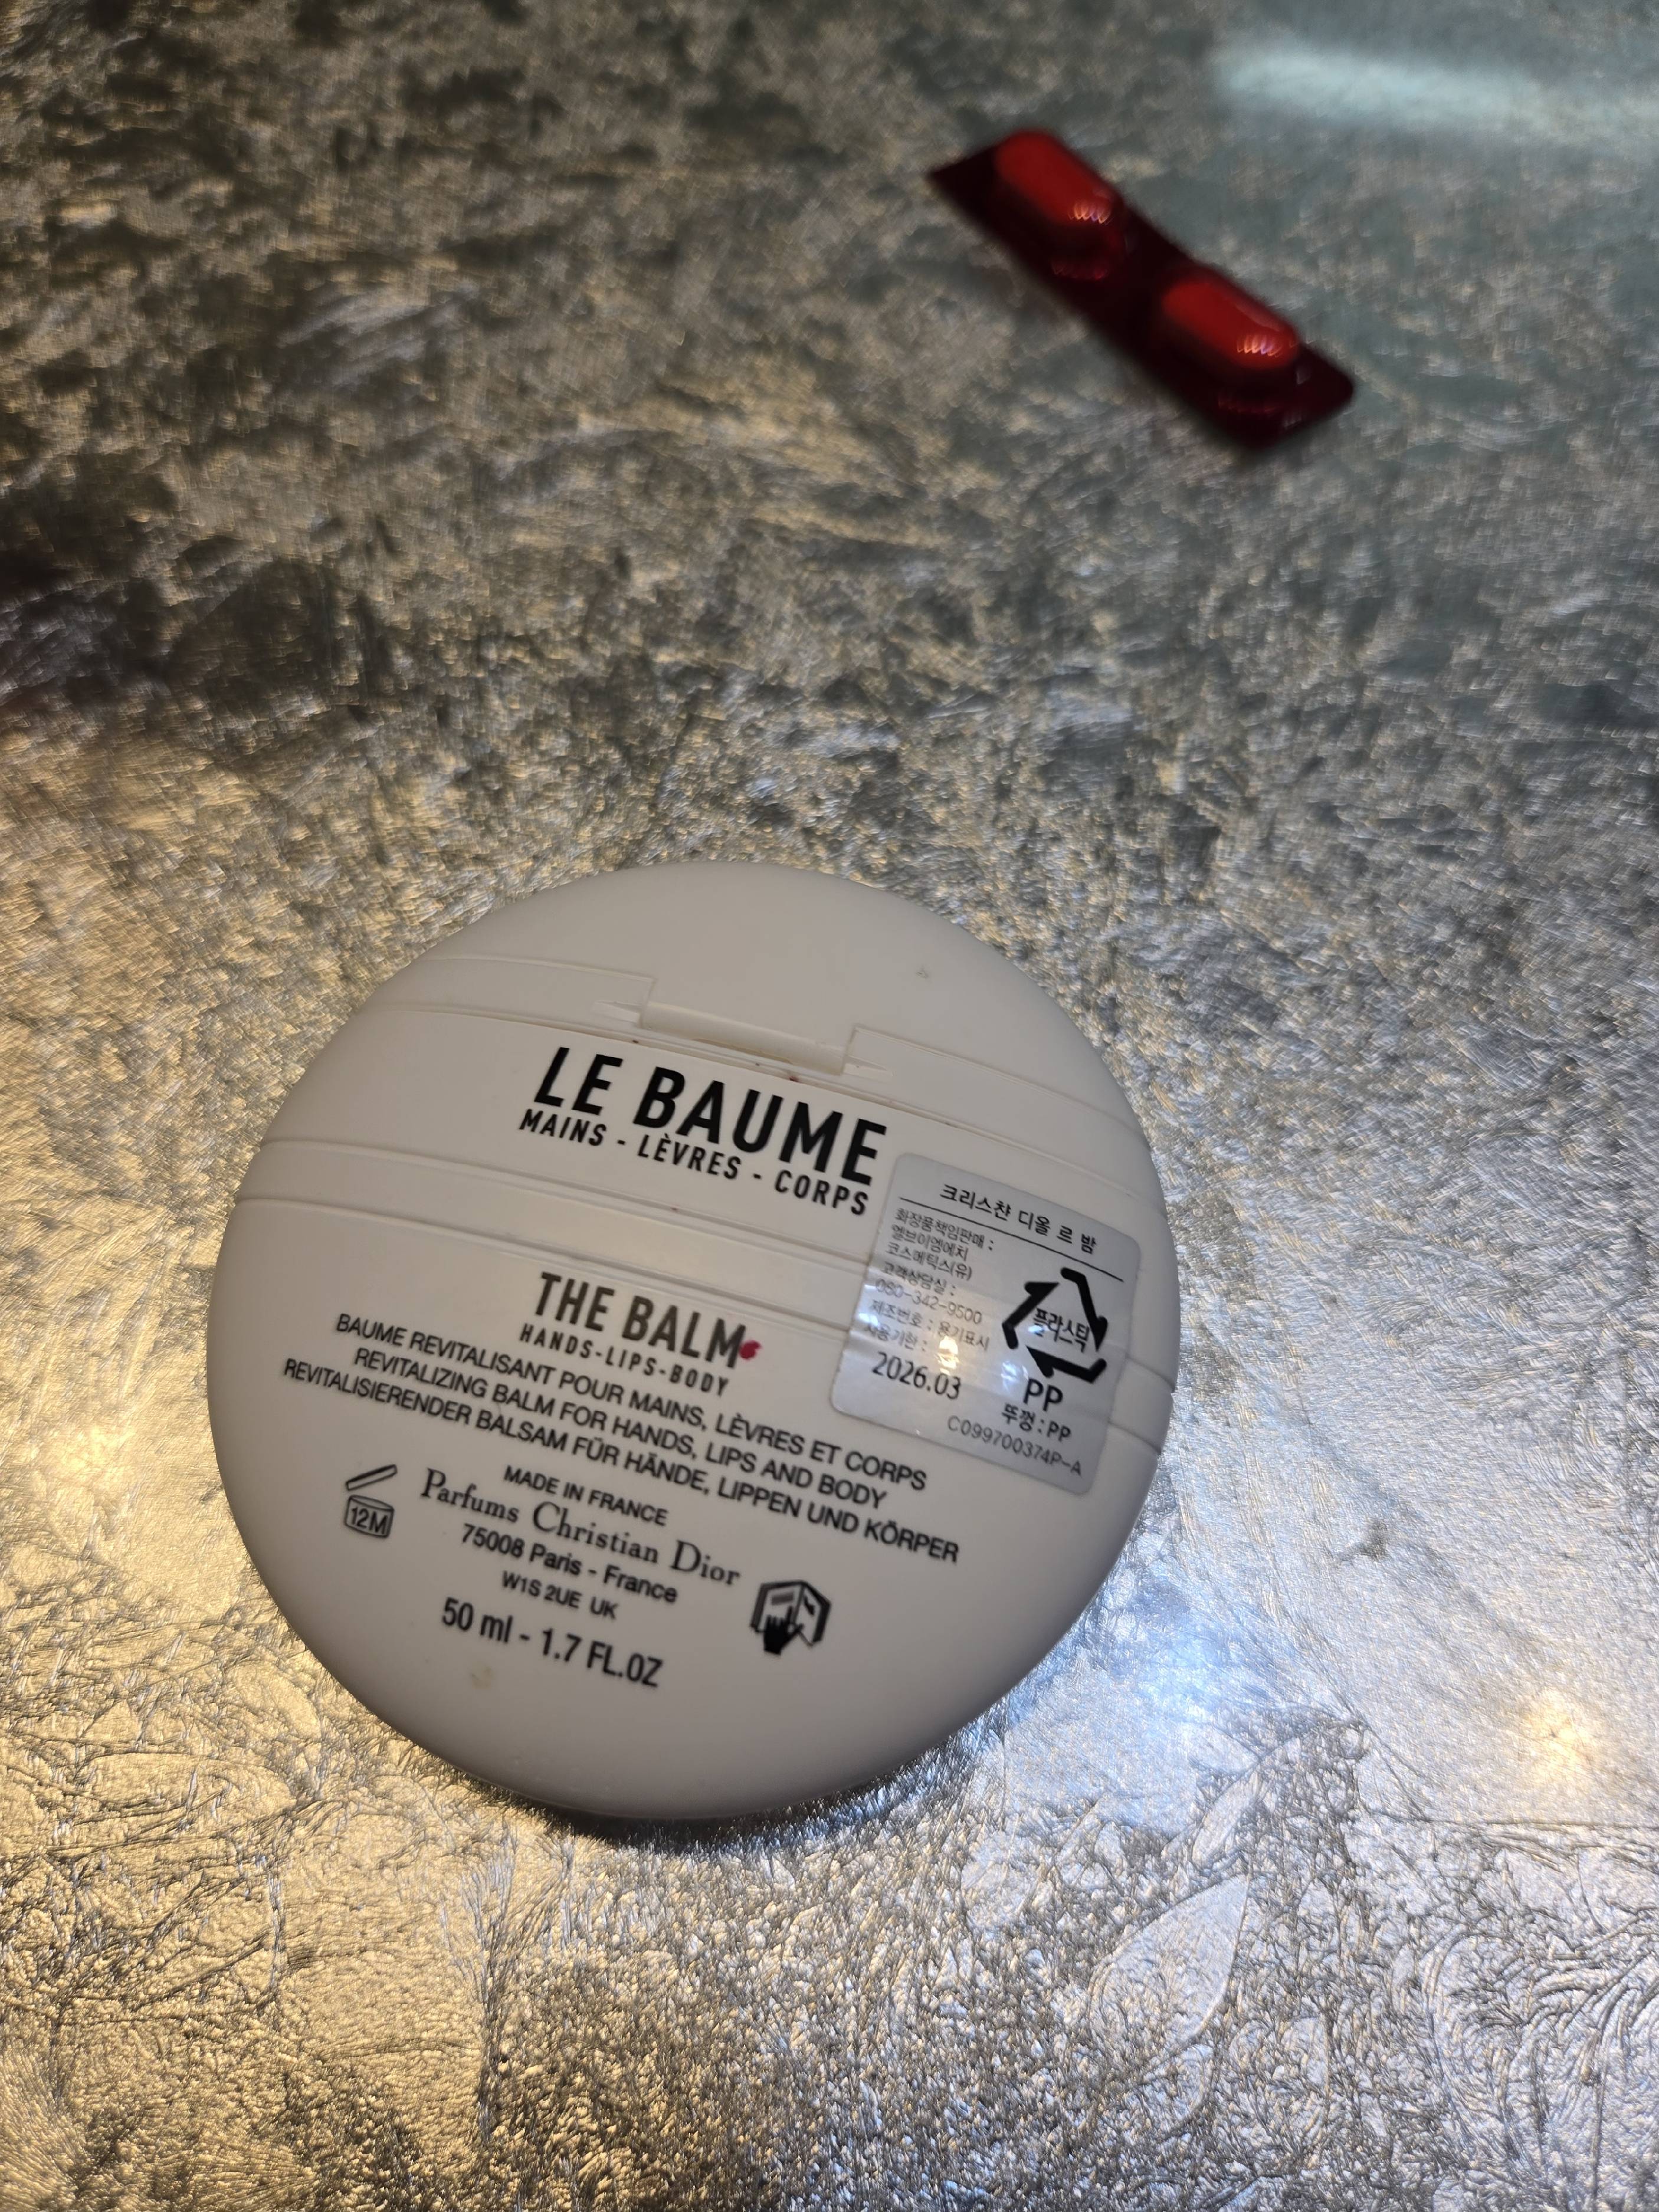 LE BAUME
MAINS - LÈVRES - CORPS
THE BALM
HANDS-LIPS-BODY
BAUME REVITALISANT POUR MAINS, LÈVRES ET CORPS
REVITALIZING BALM FOR HANDS, LIPS AND BODY
REVITALISIERENDER BALSAM FÜR HÄNDE, LIPPEN UND KÖRPER
MADE IN FRANCE
Parfums Christian Dior
75008 Paris - France
W1S 2UE UK
12M
50 ml - 1.7 FL.OZ
크리스챤 디올 르 밤
화장품책임판매 :
엘브이엠에치
코스메틱스(유)
고객상담실 :
080-342-9500
제조번호 : 용기표시
사용기한 :
2026.03
플라스틱
PP
뚜껑 : PP
C099700374P-A